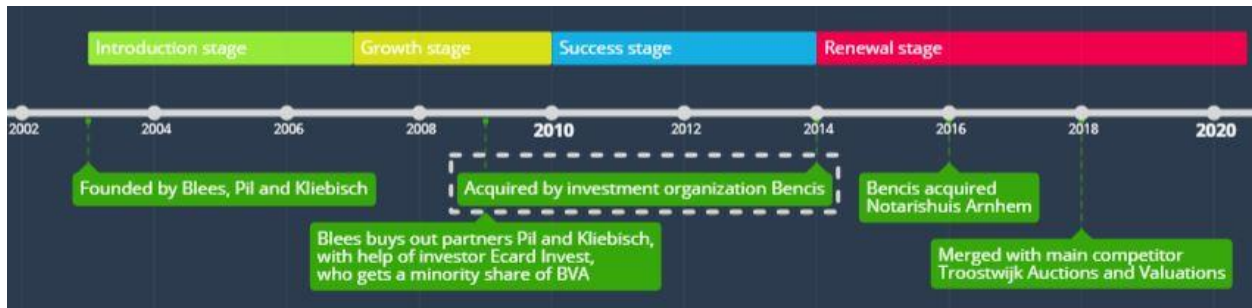 Introduction stage
Growth stage
Success stage
Renewal stage
2002
2004
2006
2008
2010
2012
2014
2016
2018
2020
Founded by Blees, Pil and Kliebisch
Acquired by investment organization Bencis
Bencis acquired
Notarishuis Arnhem
Blees buys out partners Pil and Kliebisch,
with help of investor Ecard Invest,
who gets a minority share of BVA
Merged with main competitor
Troostwijk Auctions and Valuations